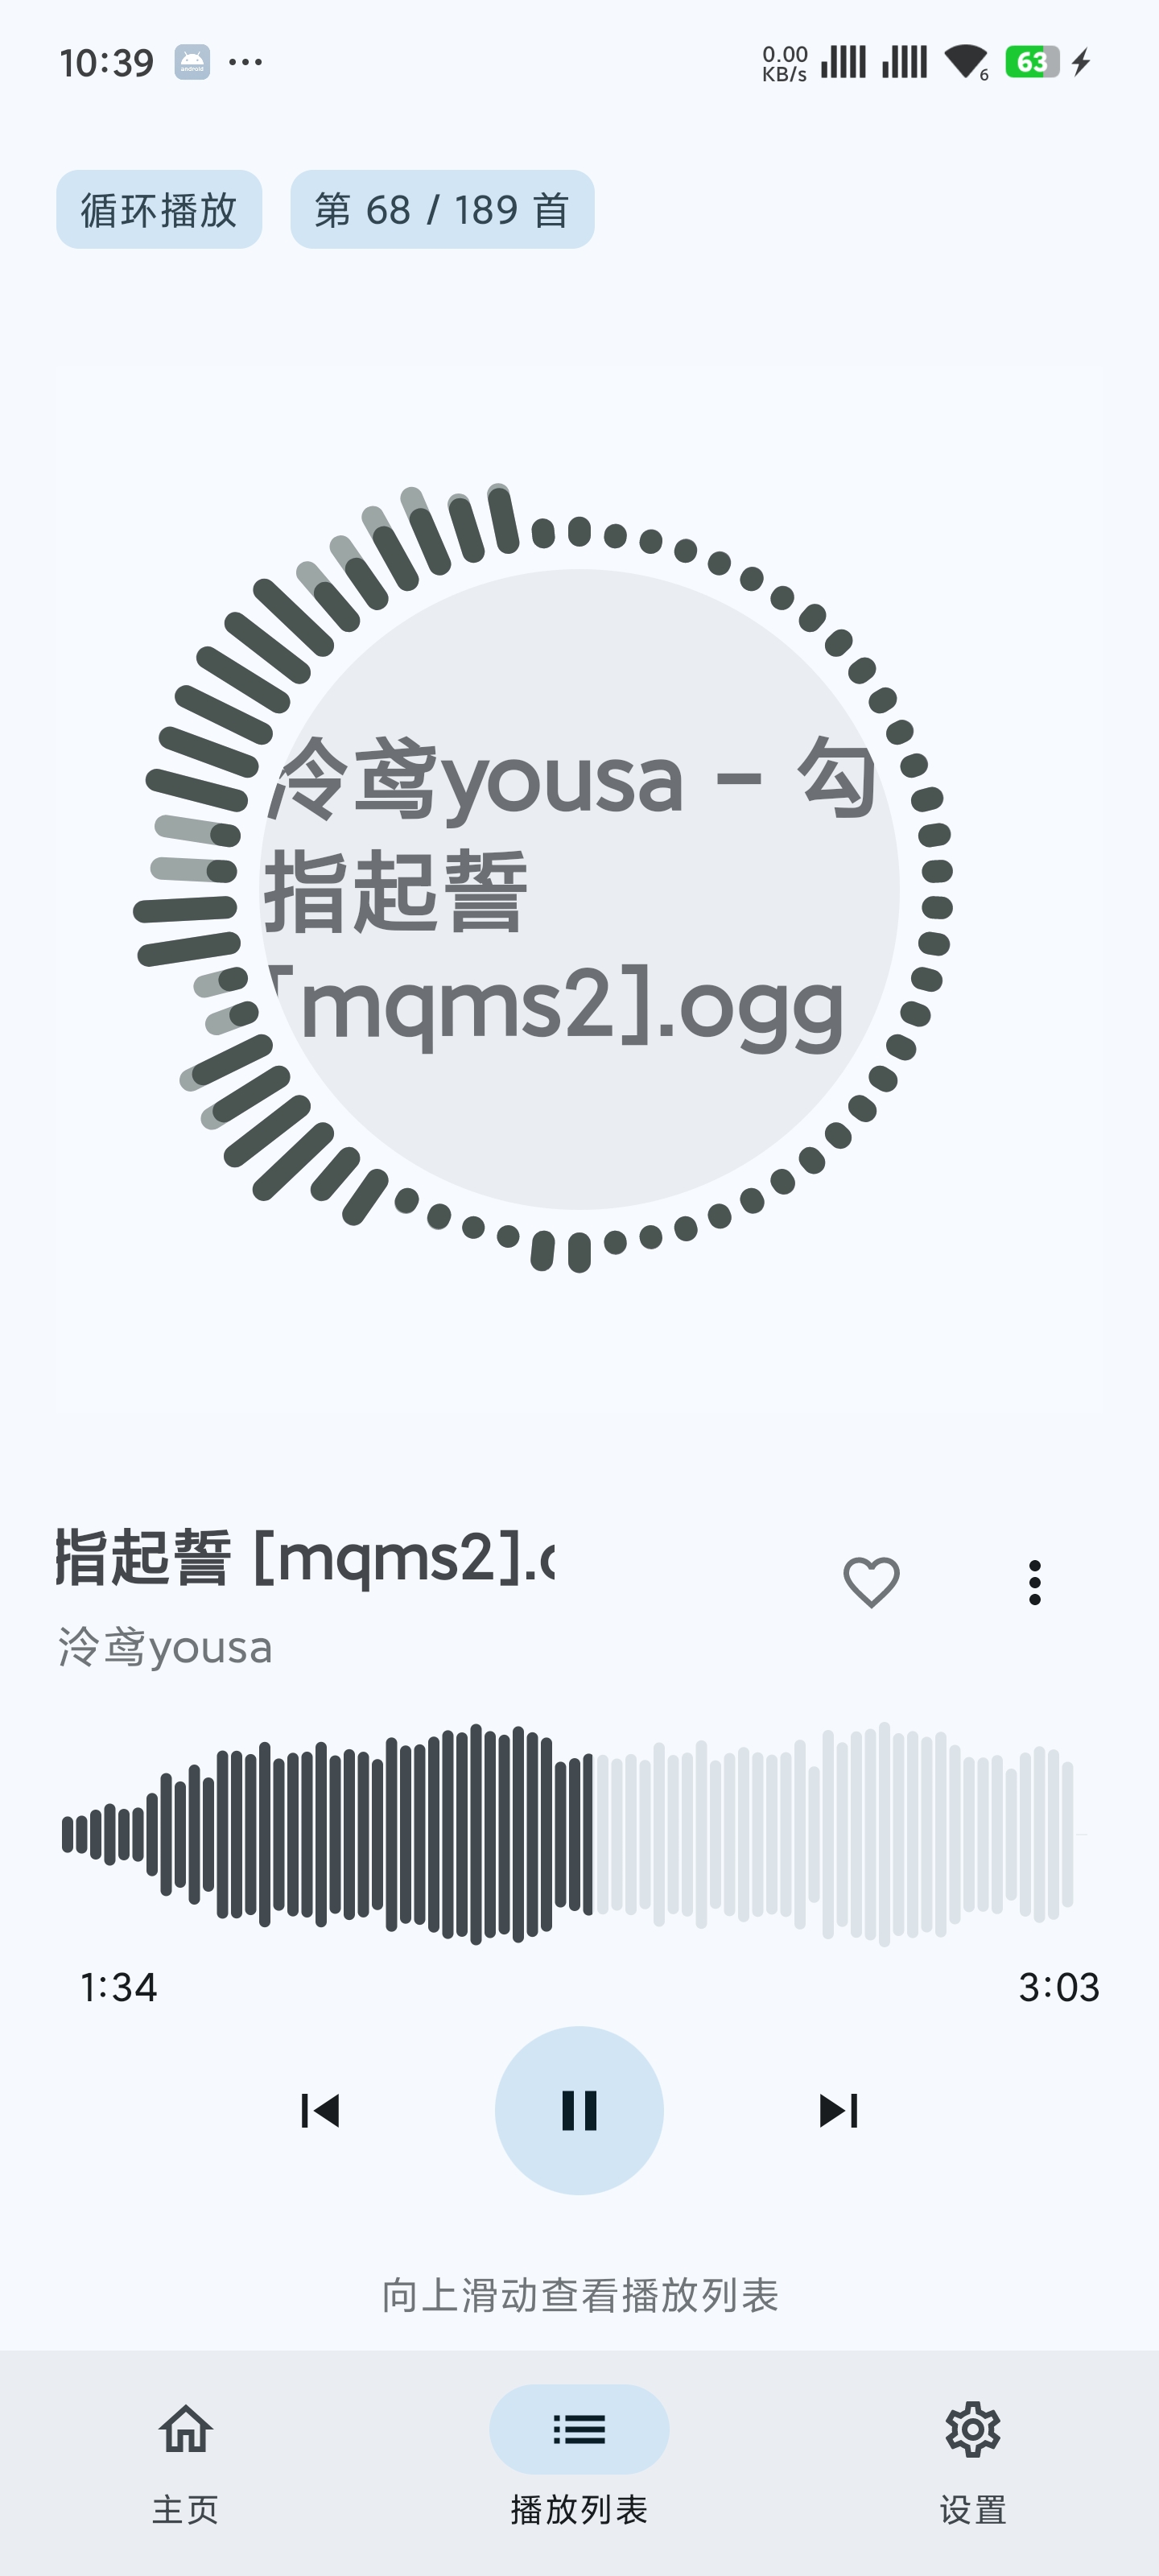 10:39
0.00
KB/s
6
63
循环播放
第 68 / 189 首
泠鸢yousa - 勾
指起誓
[mqms2].ogg
指起誓 [mqms2].
泠鸢yousa
1:34
3:03
向上滑动查看播放列表
主页
播放列表
设置